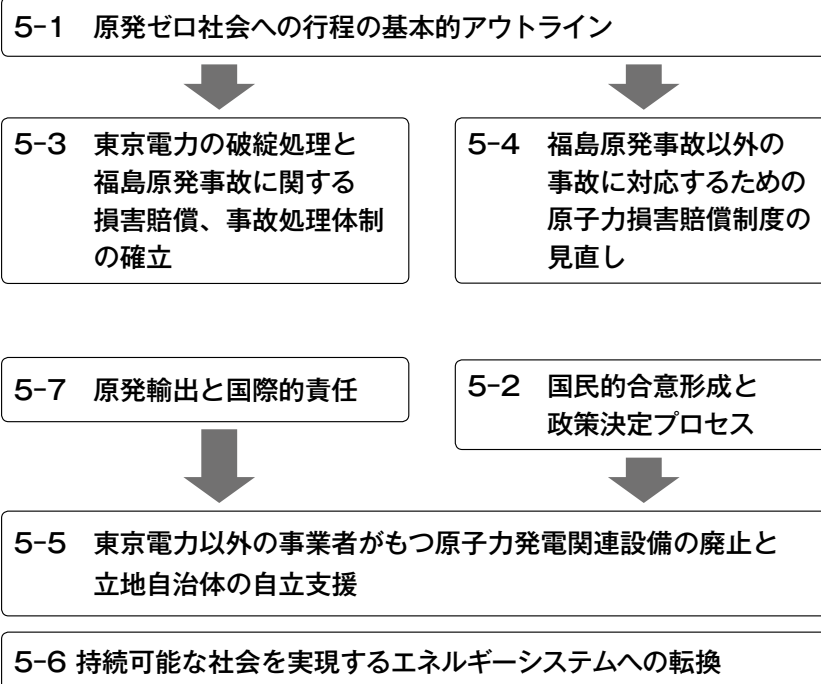 5-1 原発ゼロ社会への行程の基本的アウトライン
5-3 東京電力の破綻処理と
福島原発事故に関する
損害賠償、事故処理体制
の確立
5-4 福島原発事故以外の
事故に対応するための
原子力損害賠償制度の
見直し
5-7 原発輸出と国際的責任
5-2 国民的合意形成と
政策決定プロセス
5-5 東京電力以外の事業者がもつ原子力発電関連設備の廃止と
立地自治体の自立支援
5-6 持続可能な社会を実現するエネルギーシステムへの転換